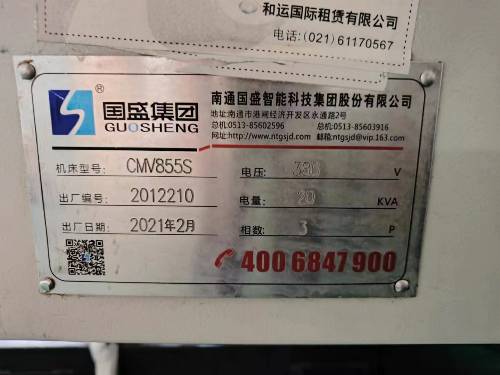 和运国际租赁有限公司
电话:(021) 61170567
®
国盛集团
GUOSHENG
南通国盛智能科技集团股份有限公司
地址:南通市港闸经济开发区永通路2号
总机:0513-85602596 传真:0513-85603916
网址:http://www.ntgsjd.com 邮箱:ntgsjd@vip.163.com
机床型号: CMV855S 电压: 380 V
出厂编号: 2012210 电量: 20 KVA
出厂日期: 2021年2月 相数: 3 P
400 6847 900